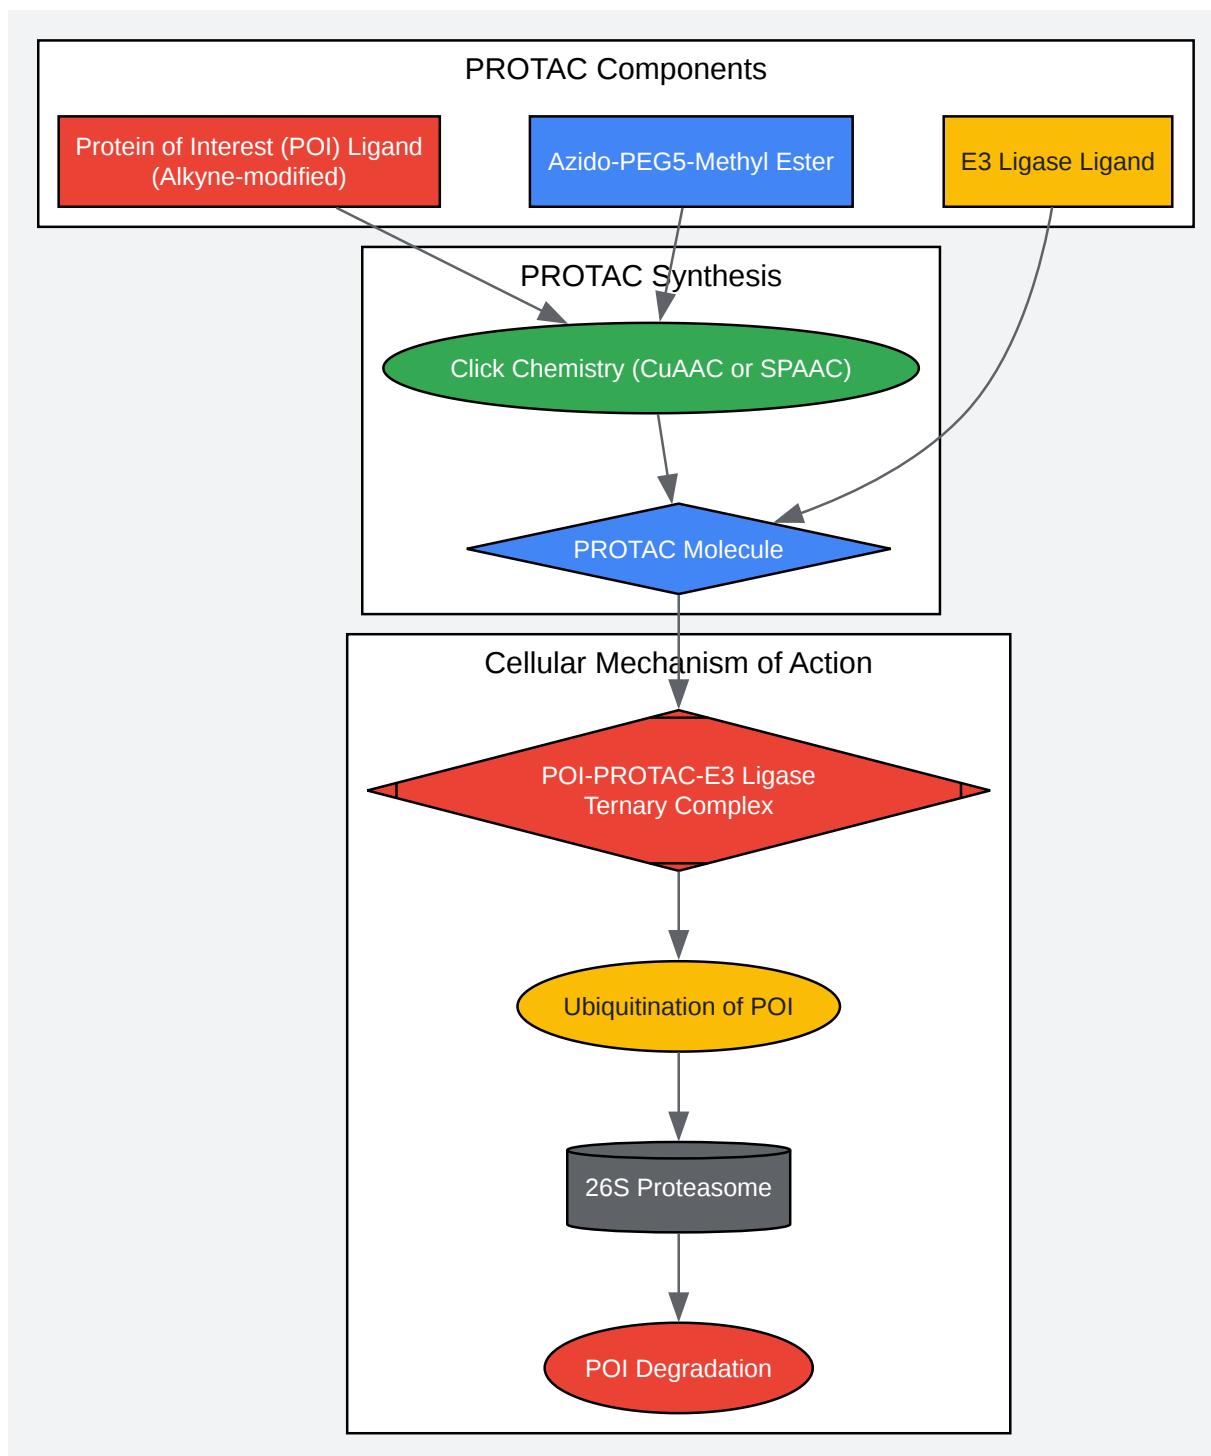 PROTAC Components
Protein of Interest (POI) Ligand
(Alkyne-modified)
Azido-PEG5-Methyl Ester
E3 Ligase Ligand
PROTAC Synthesis
Click Chemistry (CuAAC or SPAAC)
PROTAC Molecule
Cellular Mechanism of Action
POI-PROTAC-E3 Ligase
Ternary Complex
Ubiquitination of POI
26S Proteasome
POI Degradation